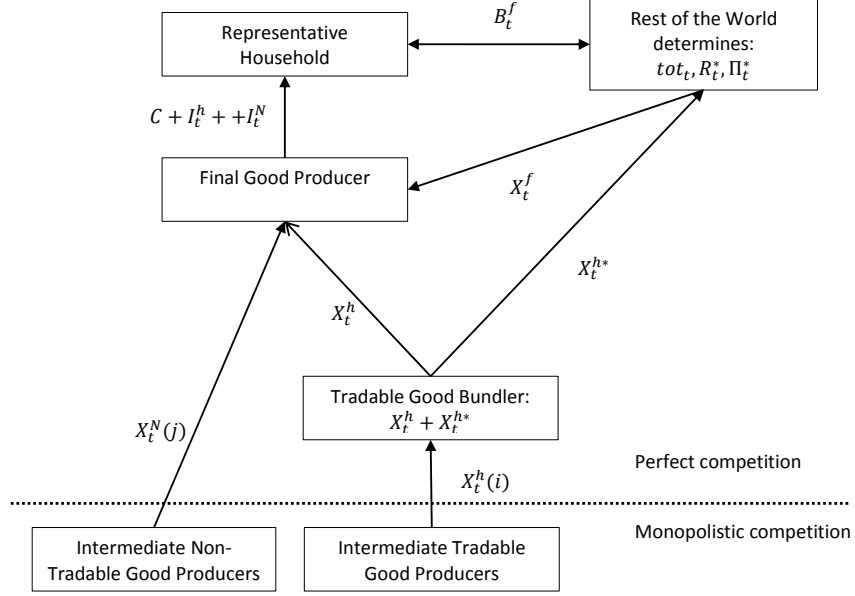 Representative
Household
$B_t^f$
Rest of the World
determines:
$tot_t, R_t^*, \Pi_t^*$
$C + I_t^h + +I_t^N$
Final Good Producer
$X_t^f$
$X_t^{h*}$
$X_t^h$
Tradable Good Bundler:
$X_t^h + X_t^{h*}$
$X_t^N(j)$
Perfect competition
$X_t^h(i)$
Monopolistic competition
Intermediate Non-
Tradable Good Producers
Intermediate Tradable
Good Producers